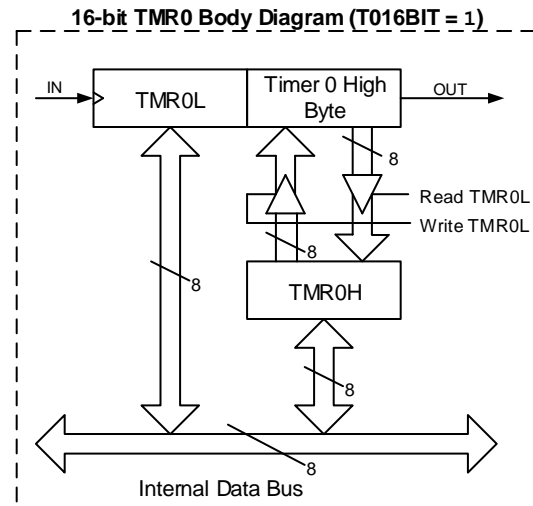 16-bit TMR0 Body Diagram (T016BIT = 1)
IN
TMR0L
Timer 0 High
Byte
OUT
8
Read TMR0L
Write TMR0L
8
8
TMR0H
8
8
Internal Data Bus